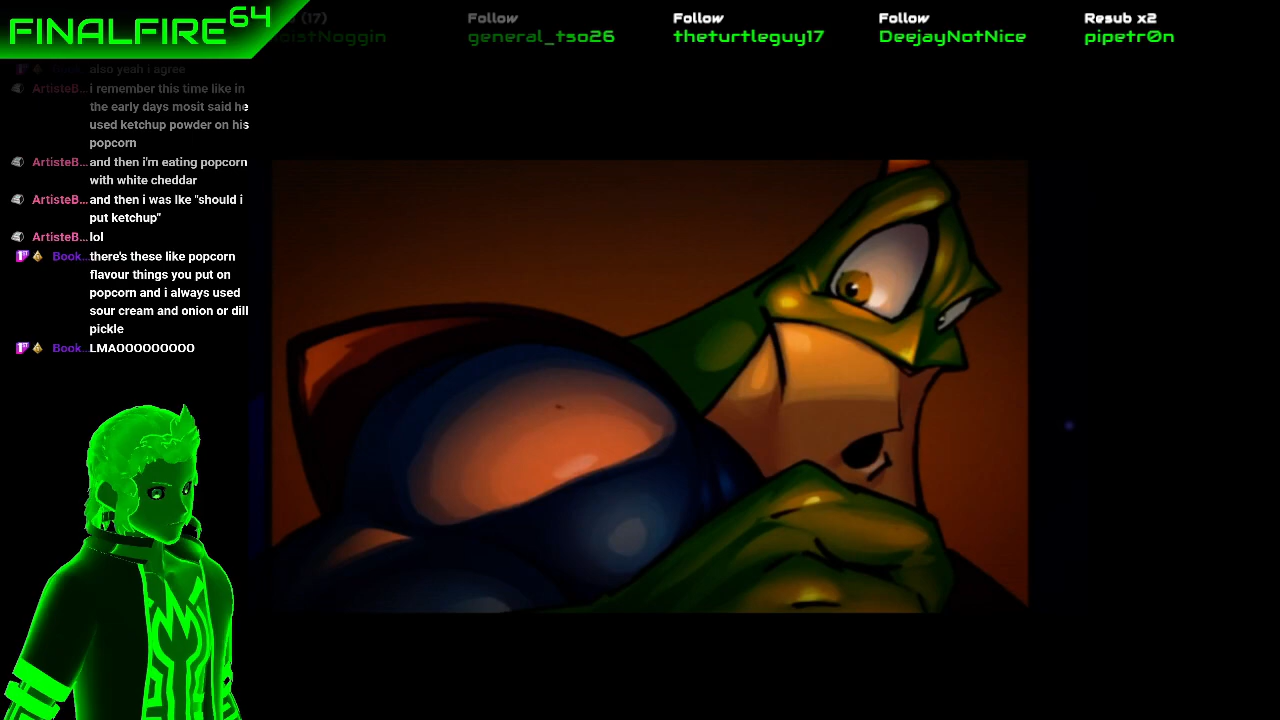 FINALFIRE64
(17)
Follow
Follow
Follow
Resub x2
oistNoggin
general_tso26
theturtleguy17
DeejayNotNice
pipetr0n
also yeah i agree
ArtisteB... i remember this time like in
the early days mosit said he
used ketchup powder on his
popcorn
ArtisteB... and then i'm eating popcorn
with white cheddar
ArtisteB... and then i was lke "should i
put ketchup"
ArtisteB... lol
Book... there's these like popcorn
flavour things you put on
popcorn and i always used
sour cream and onion or dill
pickle
Book... LMAOOOOOOOOO